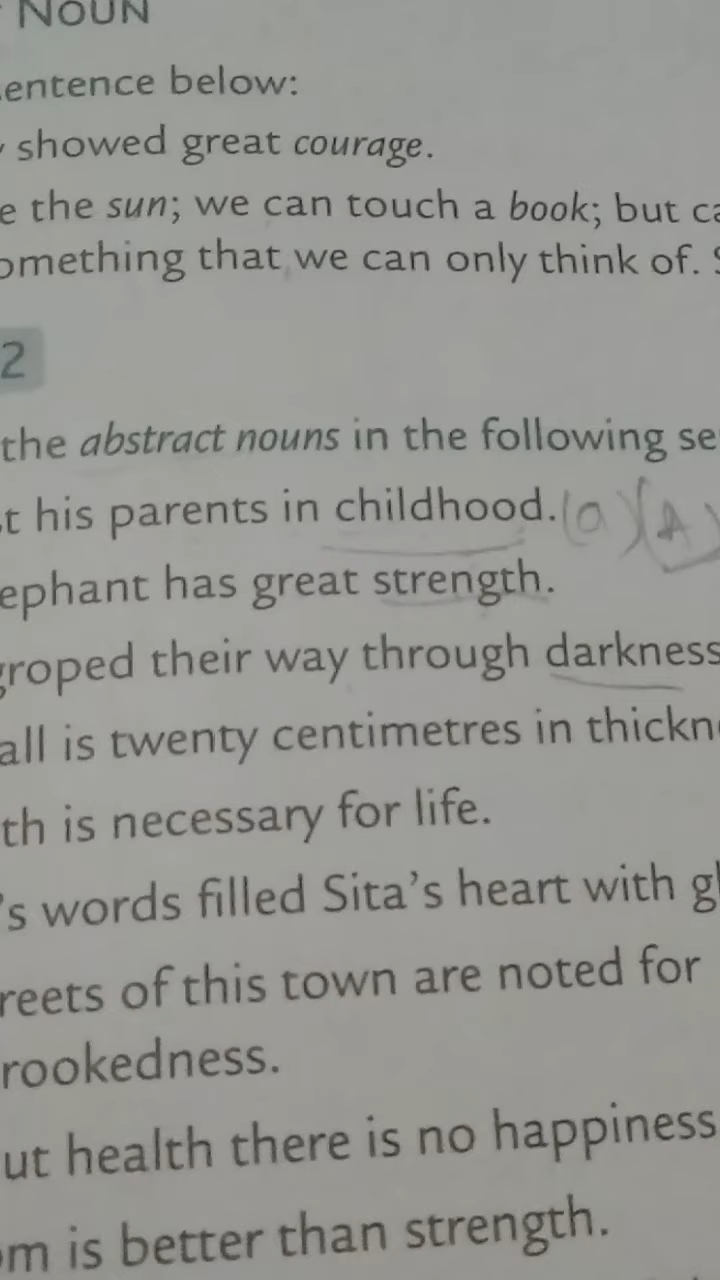 NOUN
entence below:
showed great courage.
e the sun; we can touch a book; but ca
omething that we can only think of. S
2
the abstract nouns in the following se
t his parents in childhood. (a) (A)
ephant has great strength.
groped their way through darkness
all is twenty centimetres in thickn
th is necessary for life.
's words filled Sita's heart with gl
reets of this town are noted for
rookedness.
ut health there is no happiness
om is better than strength.